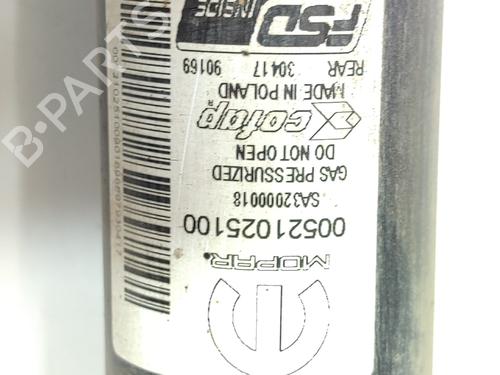 MOPAR.
00521025100
SA32000018
GAS PRESSURIZED
DO NOT OPEN
cofap
MADE IN POLAND
REAR 30417 90169
FSD
INSIDE
B-PARTS